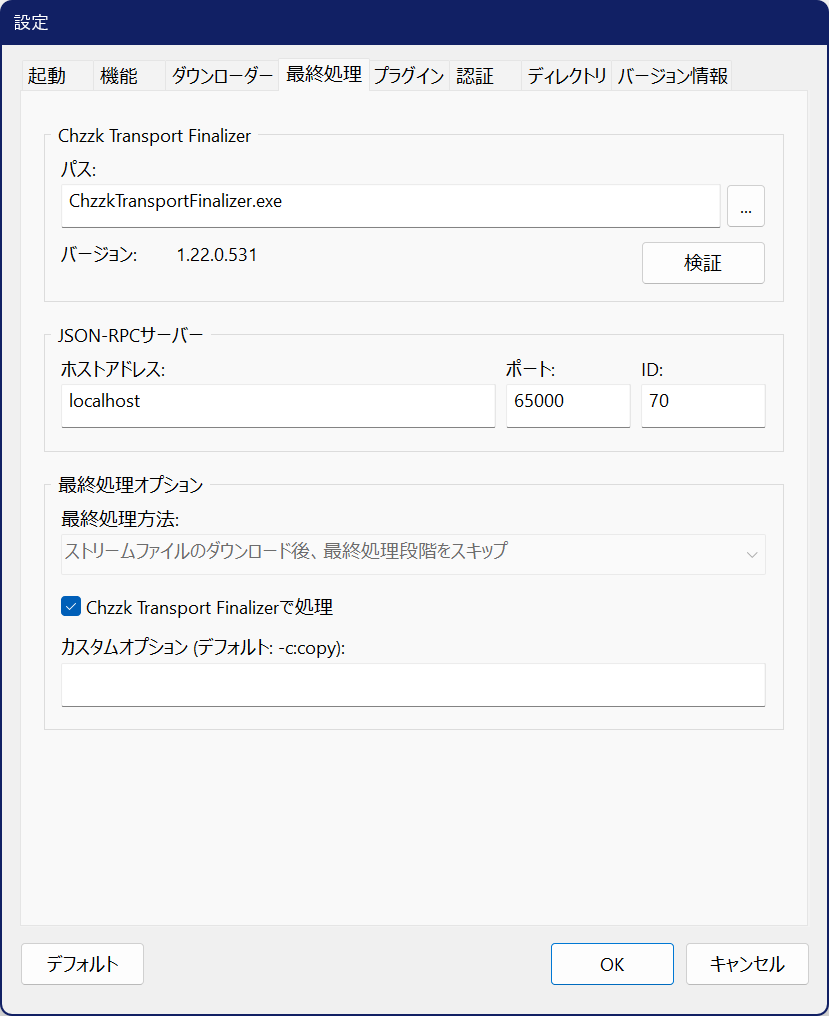 設定
起動 機能 ダウンローダー 最終処理 プラグイン 認証 ディレクトリ バージョン情報
Chzzk Transport Finalizer
パス:
ChzzkTransportFinalizer.exe ...
バージョン: 1.22.0.531 検証
JSON-RPCサーバー
ホストアドレス: ポート: ID:
localhost 65000 70
最終処理オプション
最終処理方法:
ストリームファイルのダウンロード後、最終処理段階をスキップ
Chzzk Transport Finalizerで処理
カスタムオプション (デフォルト: -c:copy):
デフォルト OK キャンセル